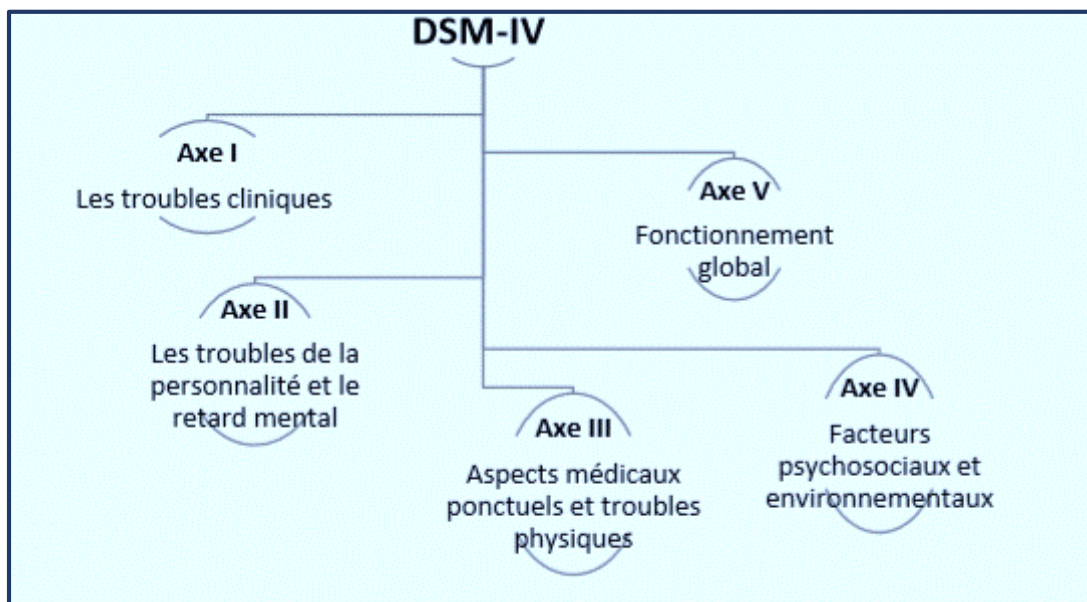 DSM-IV
Axe I
Les troubles cliniques
Axe II
Les troubles de la
personnalité et le
retard mental
Axe III
Aspects médicaux
ponctuels et troubles
physiques
Axe IV
Facteurs
psychosociaux et
environnementaux
Axe V
Fonctionnement
global